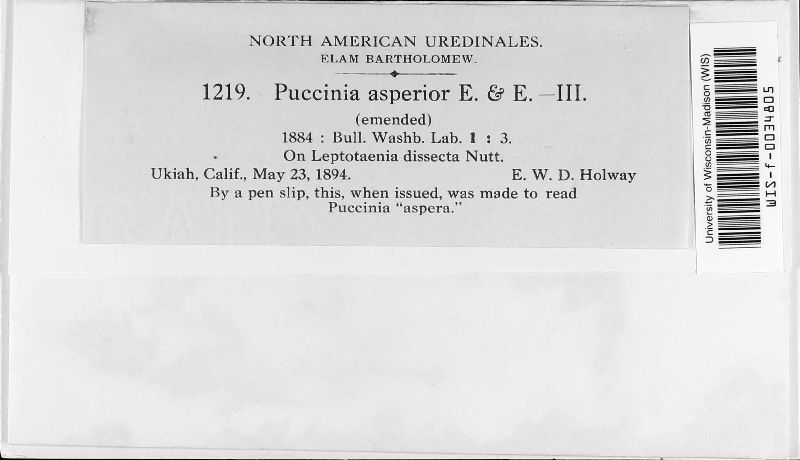 NORTH AMERICAN UREDINALES.
ELAM BARTHOLOMEW.
1219. Puccinia asperior E. & E. —III.
(emended)
1884 : Bull. Washb. Lab. 1 : 3.
On Leptotaenia dissecta Nutt.
Ukiah, Calif., May 23, 1894. E. W. D. Holway
By a pen slip, this, when issued, was made to read
Puccinia “aspera.”
University of Wisconsin-Madison (WIS)
WIS-f-0034805